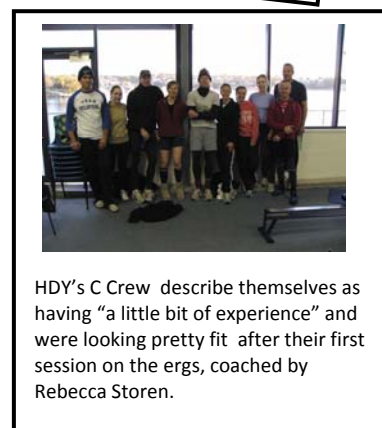 HDY's C Crew describe themselves as
having "a little bit of experience" and
were looking pretty fit after their first
session on the ergs, coached by
Rebecca Storen.